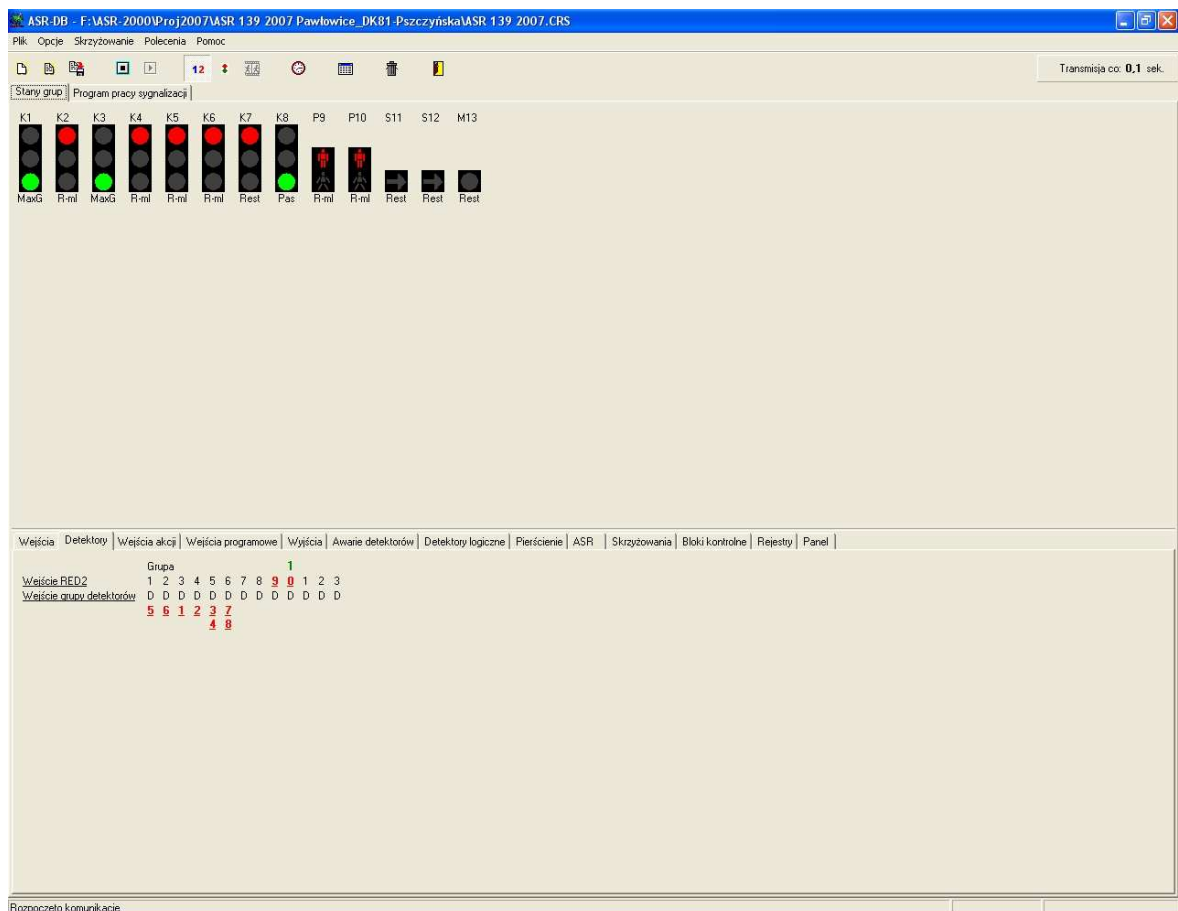 ASR-DB - F:\ASR-2000\Proj2007\ASR 139 2007 Pawłowice_DK81-Pszczyńska\ASR 139 2007.CRS
Plik Opcje Skrzyżowanie Polecenia Pomoc
12 Transmisja co: 0,1 sek.
Stany grup Program pracy sygnalizacji
K1 K2 K3 K4 K5 K6 K7 K8 P9 P10 S11 S12 M13
MaxG R-ml MaxG R-ml R-ml R-ml Rest Pas R-ml R-ml Rest Rest Rest
Wejścia Detektory Wejścia akcji Wejścia programowe Wyjścia Awarie detektorów Detektory logiczne Pierścienie ASR Skrzyżowania Bloki kontrolne Rejestry Panel
Grupa 1
Wejście RED2 1 2 3 4 5 6 7 8 9 0 1 2 3
Wejście grupy detektorów D D D D D D D D D D D D D
5 6 1 2 3 7
4 8
Rozpoczęto komunikację